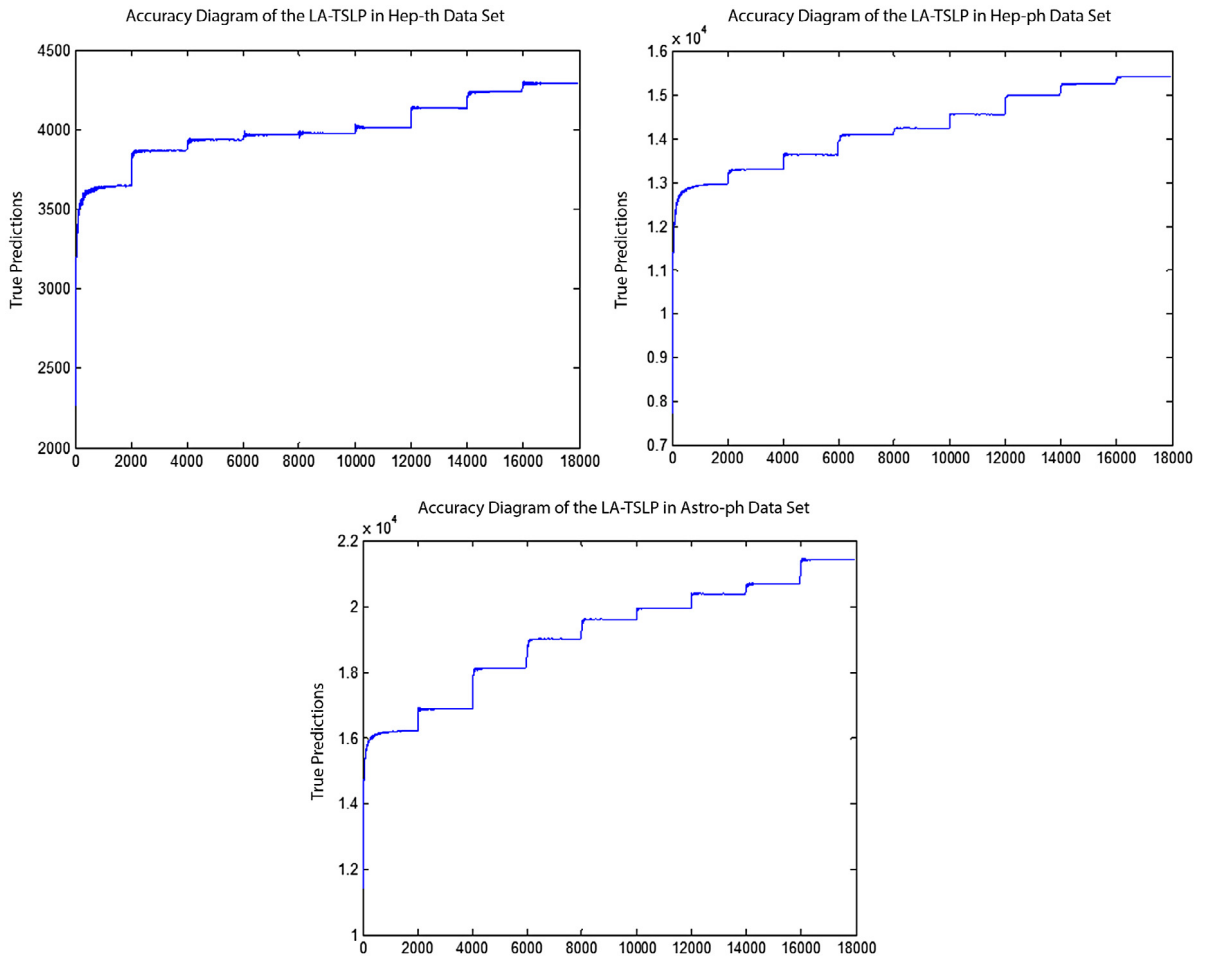 Accuracy Diagram of the LA-TSLP in Hep-th Data Set
True Predictions
4500
4000
3500
3000
2500
2000
0 2000 4000 6000 8000 10000 12000 14000 16000 18000
Accuracy Diagram of the LA-TSLP in Hep-ph Data Set
x 10^4
True Predictions
1.6
1.5
1.4
1.3
1.2
1.1
1
0.9
0.8
0.7
0 2000 4000 6000 8000 10000 12000 14000 16000 18000
Accuracy Diagram of the LA-TSLP in Astro-ph Data Set
x 10^4
True Predictions
2.2
2
1.8
1.6
1.4
1.2
1
0 2000 4000 6000 8000 10000 12000 14000 16000 18000